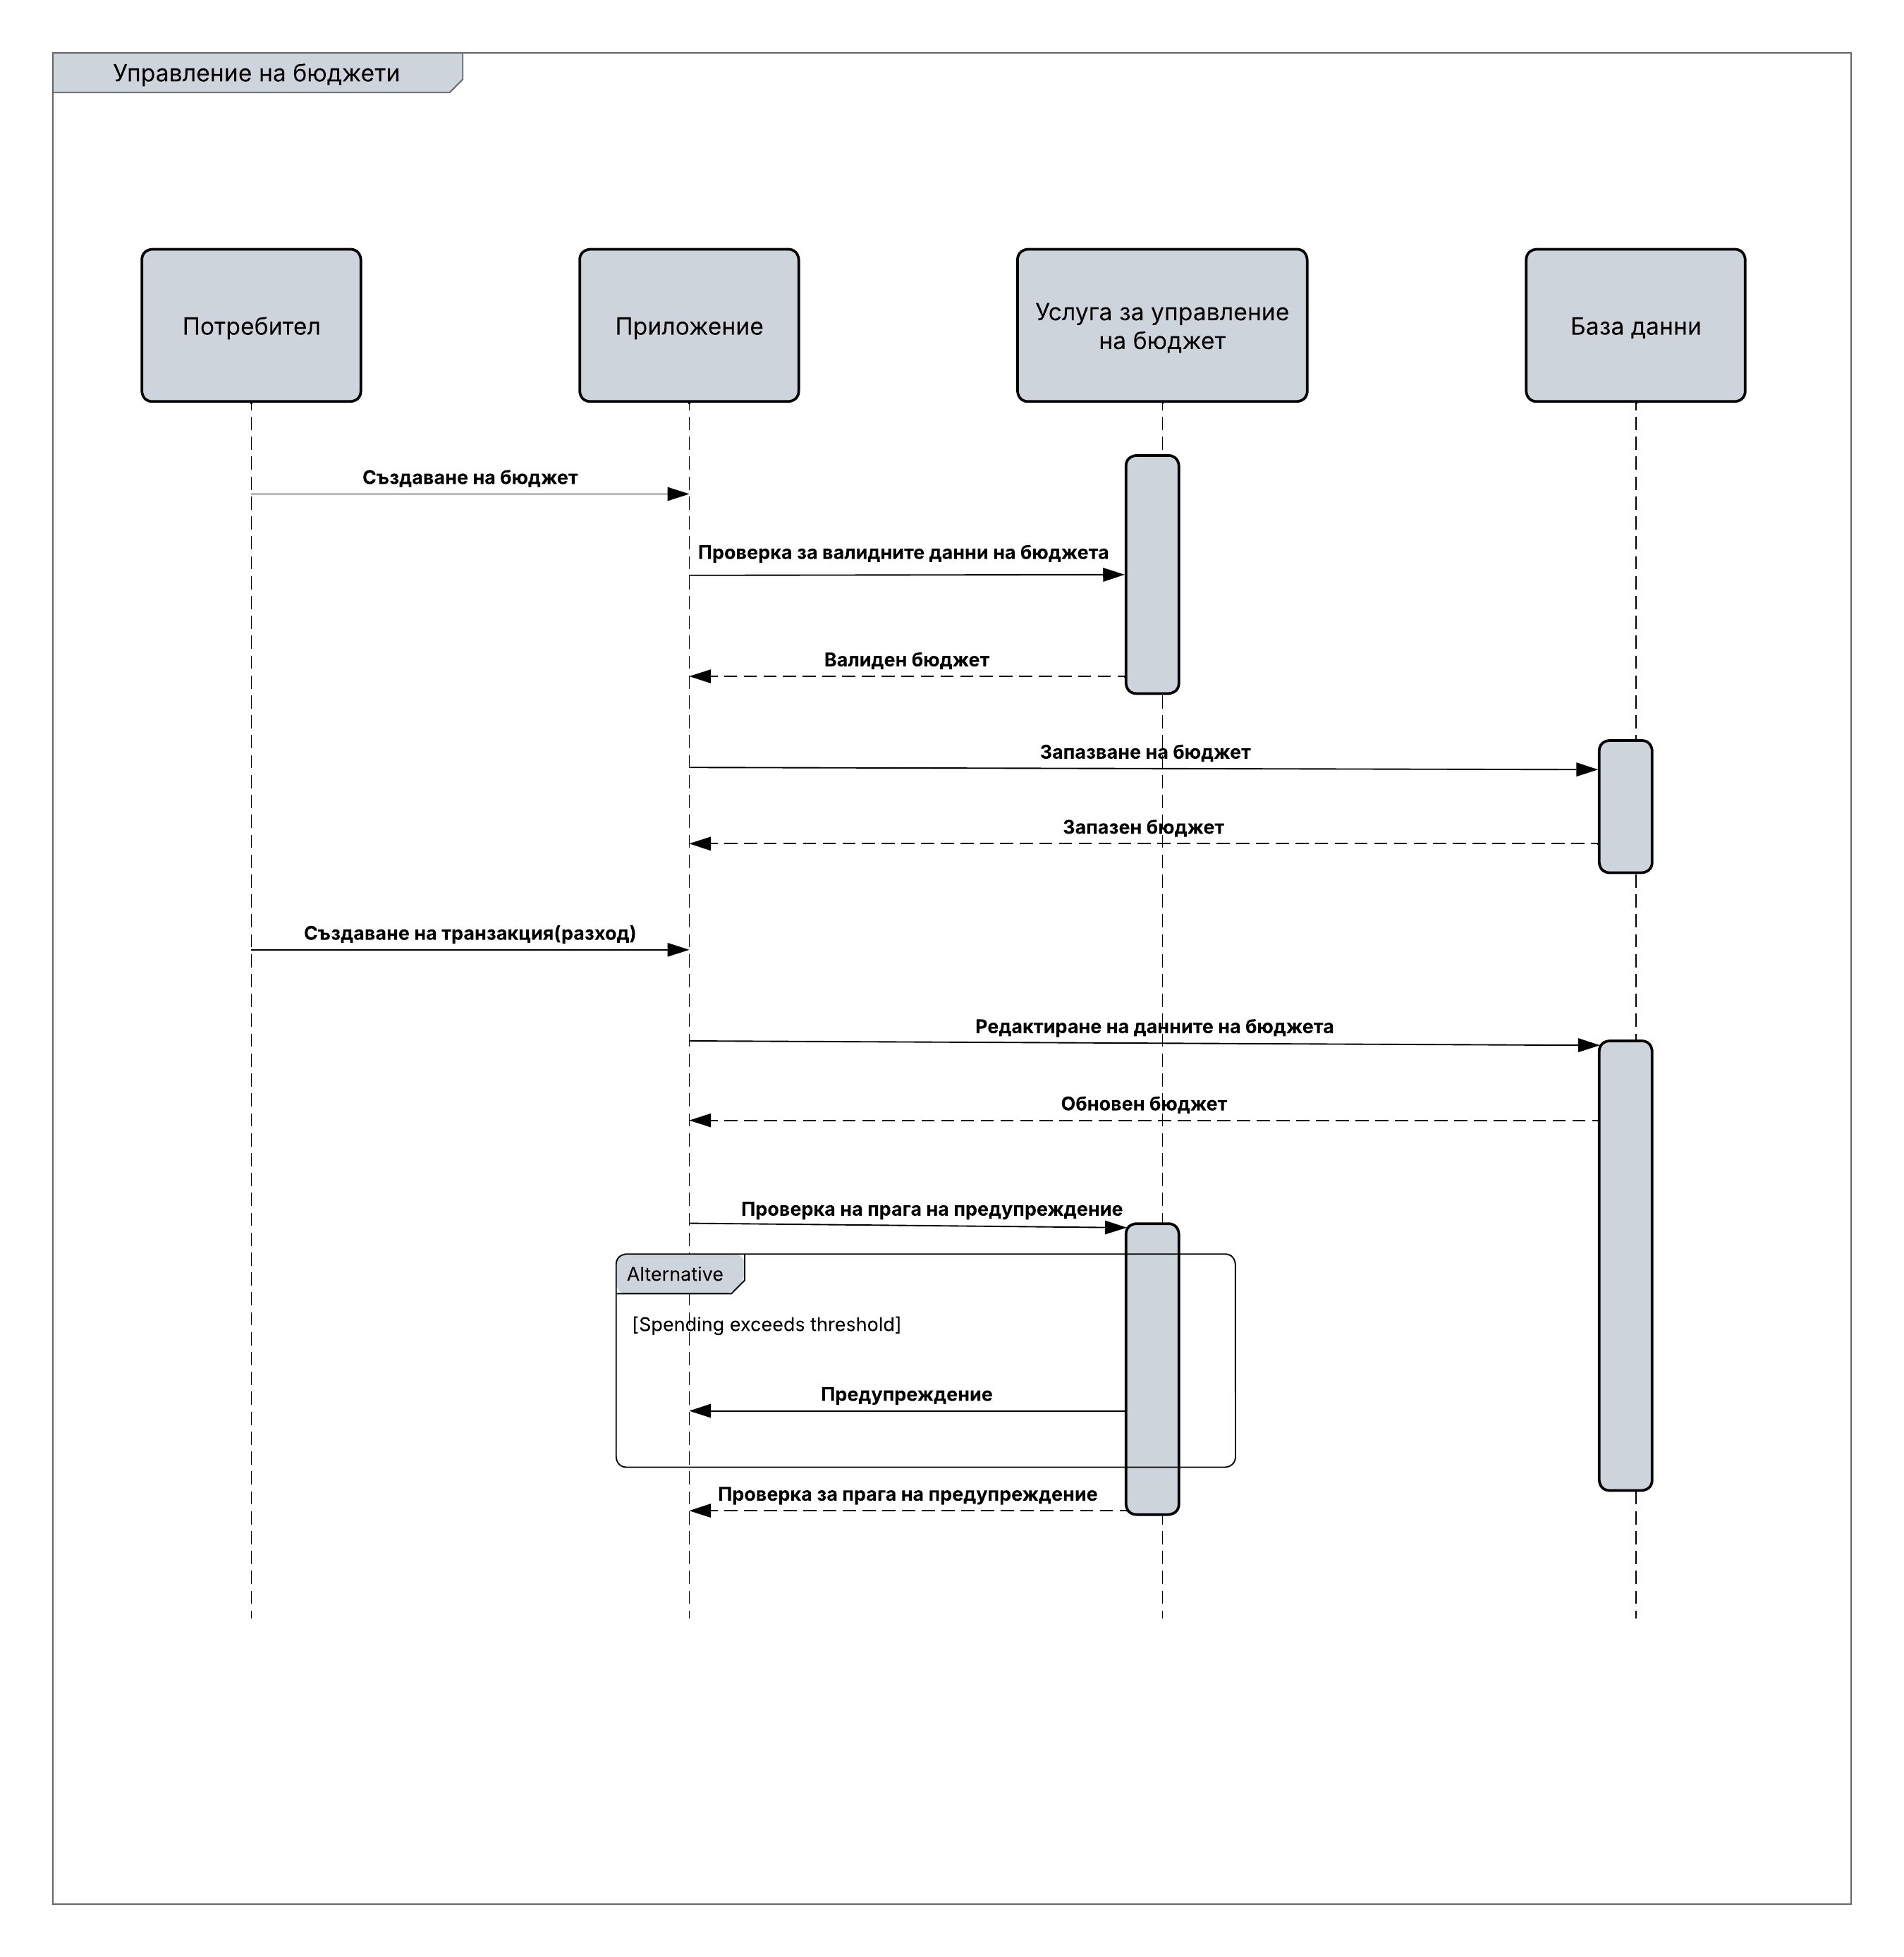 Управление на бюджети
Потребител
Приложение
Услуга за управление
на бюджет
База данни
Създаване на бюджет
Проверка за валидните данни на бюджета
Валиден бюджет
Запазване на бюджет
Запазен бюджет
Създаване на транзакция(разход)
Редактиране на данните на бюджета
Обновен бюджет
Проверка на прага на предупреждение
Alternative
[Spending exceeds threshold]
Предупреждение
Проверка за прага на предупреждение